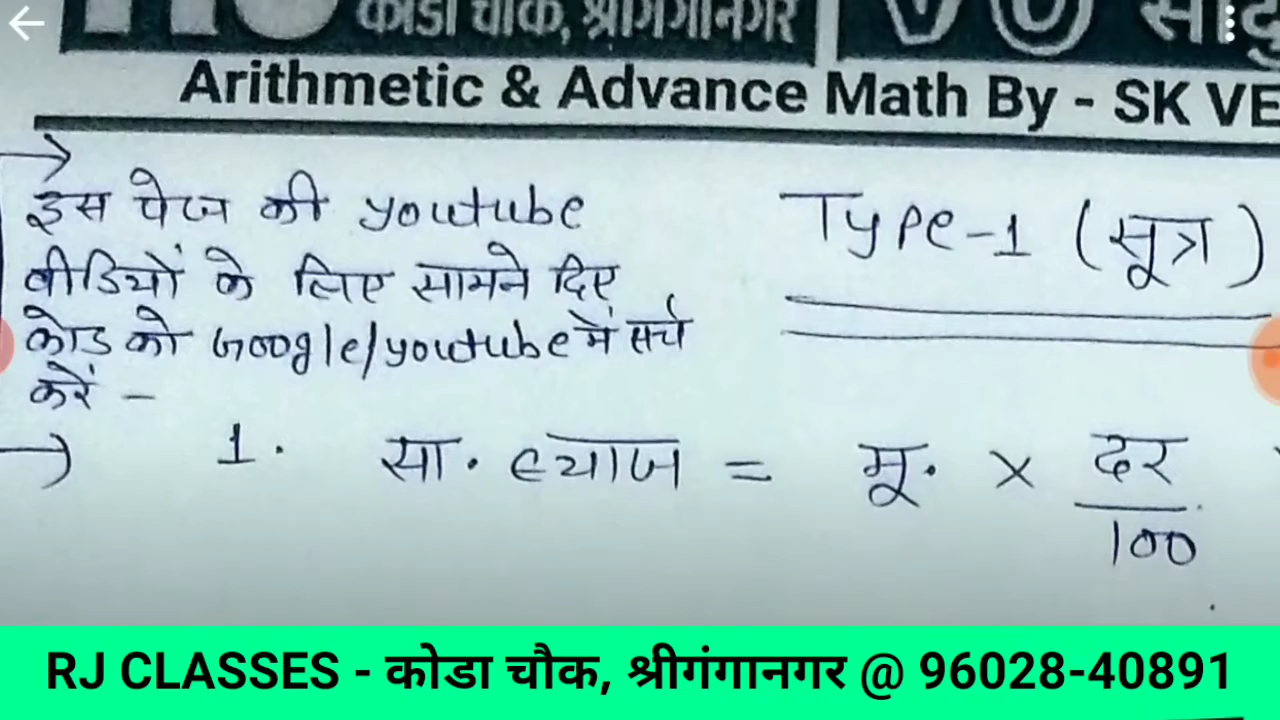 कोडा चौक, श्रीगंगानगर
Arithmetic & Advance Math By - SK VE
इस पेज की youtube
वीडियों के लिए सामने दिए
कोड को Google/youtube में सर्च
करें -
Type-1 (सूत्र)
1. सा. ब्याज = मू. × दर
100
RJ CLASSES - कोडा चौक, श्रीगंगानगर @ 96028-40891